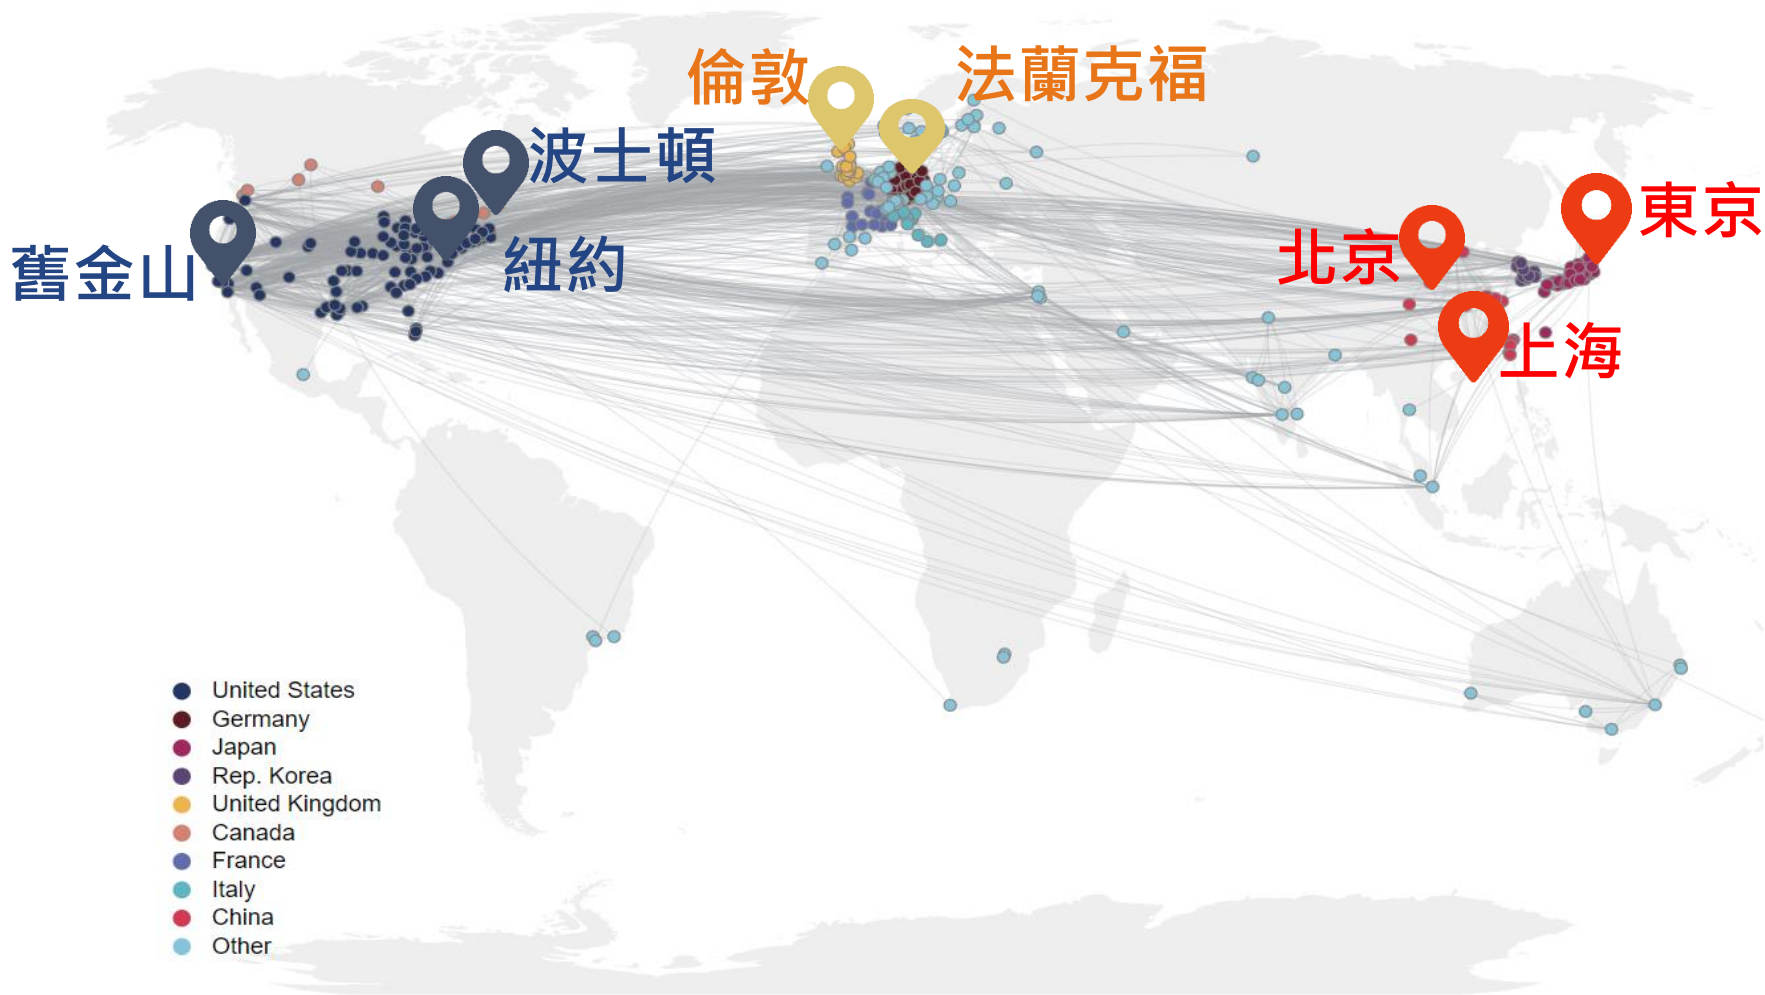 倫敦
法蘭克福
波士頓
舊金山
紐約
東京
北京
上海
United States
Germany
Japan
Rep. Korea
United Kingdom
Canada
France
Italy
China
Other